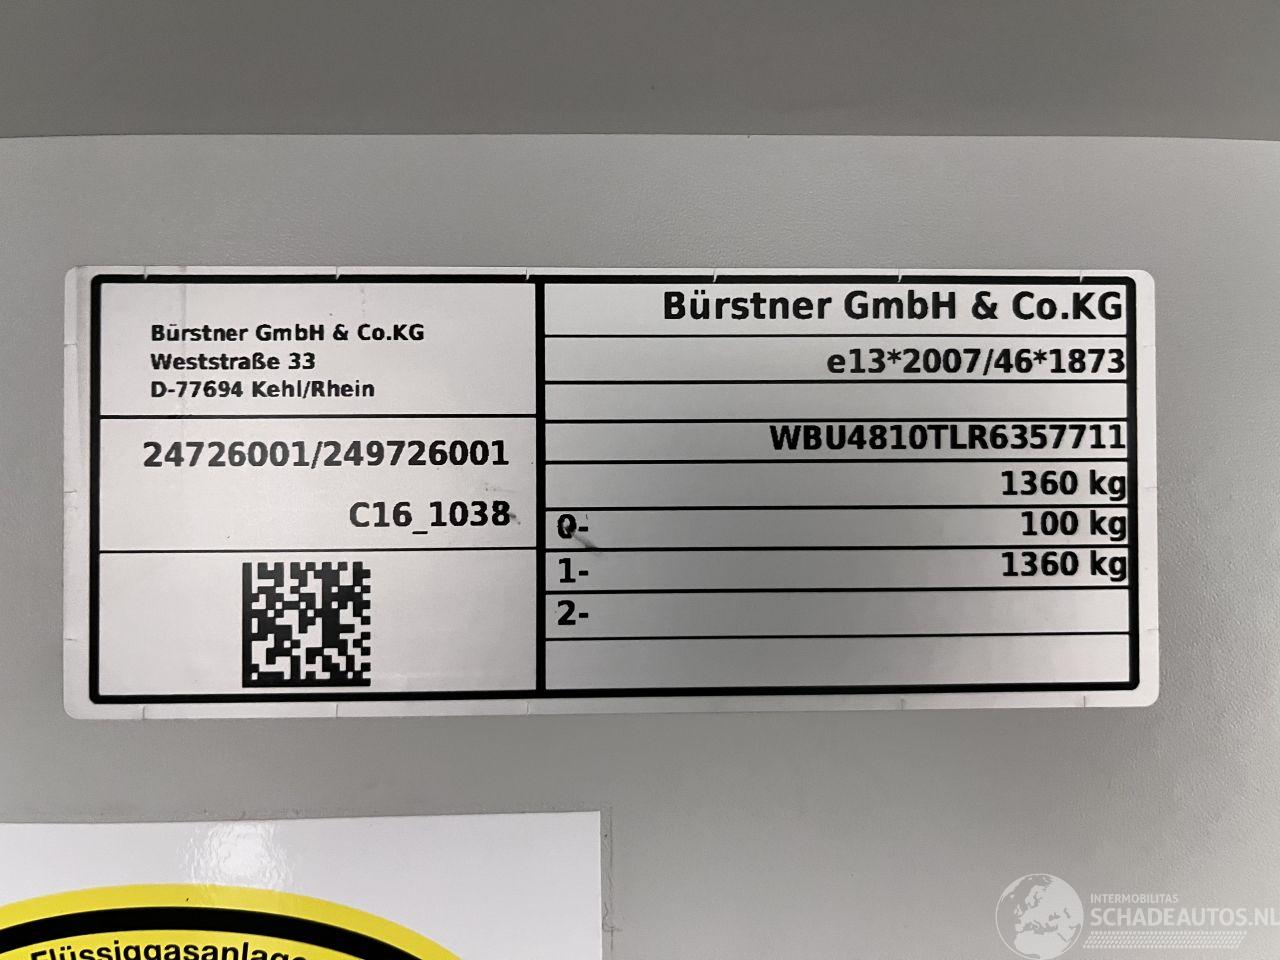 Bürstner GmbH & Co.KG
Weststraße 33
D-77694 Kehl/Rhein
24726001/249726001
C16_1038
Bürstner GmbH & Co.KG
e13*2007/46*1873
WBU4810TLR6357711
1360 kg
0- 100 kg
1- 1360 kg
2-
Flüssiggasanlage
INTERMOBILITAS
SCHADEAUTOS.NL